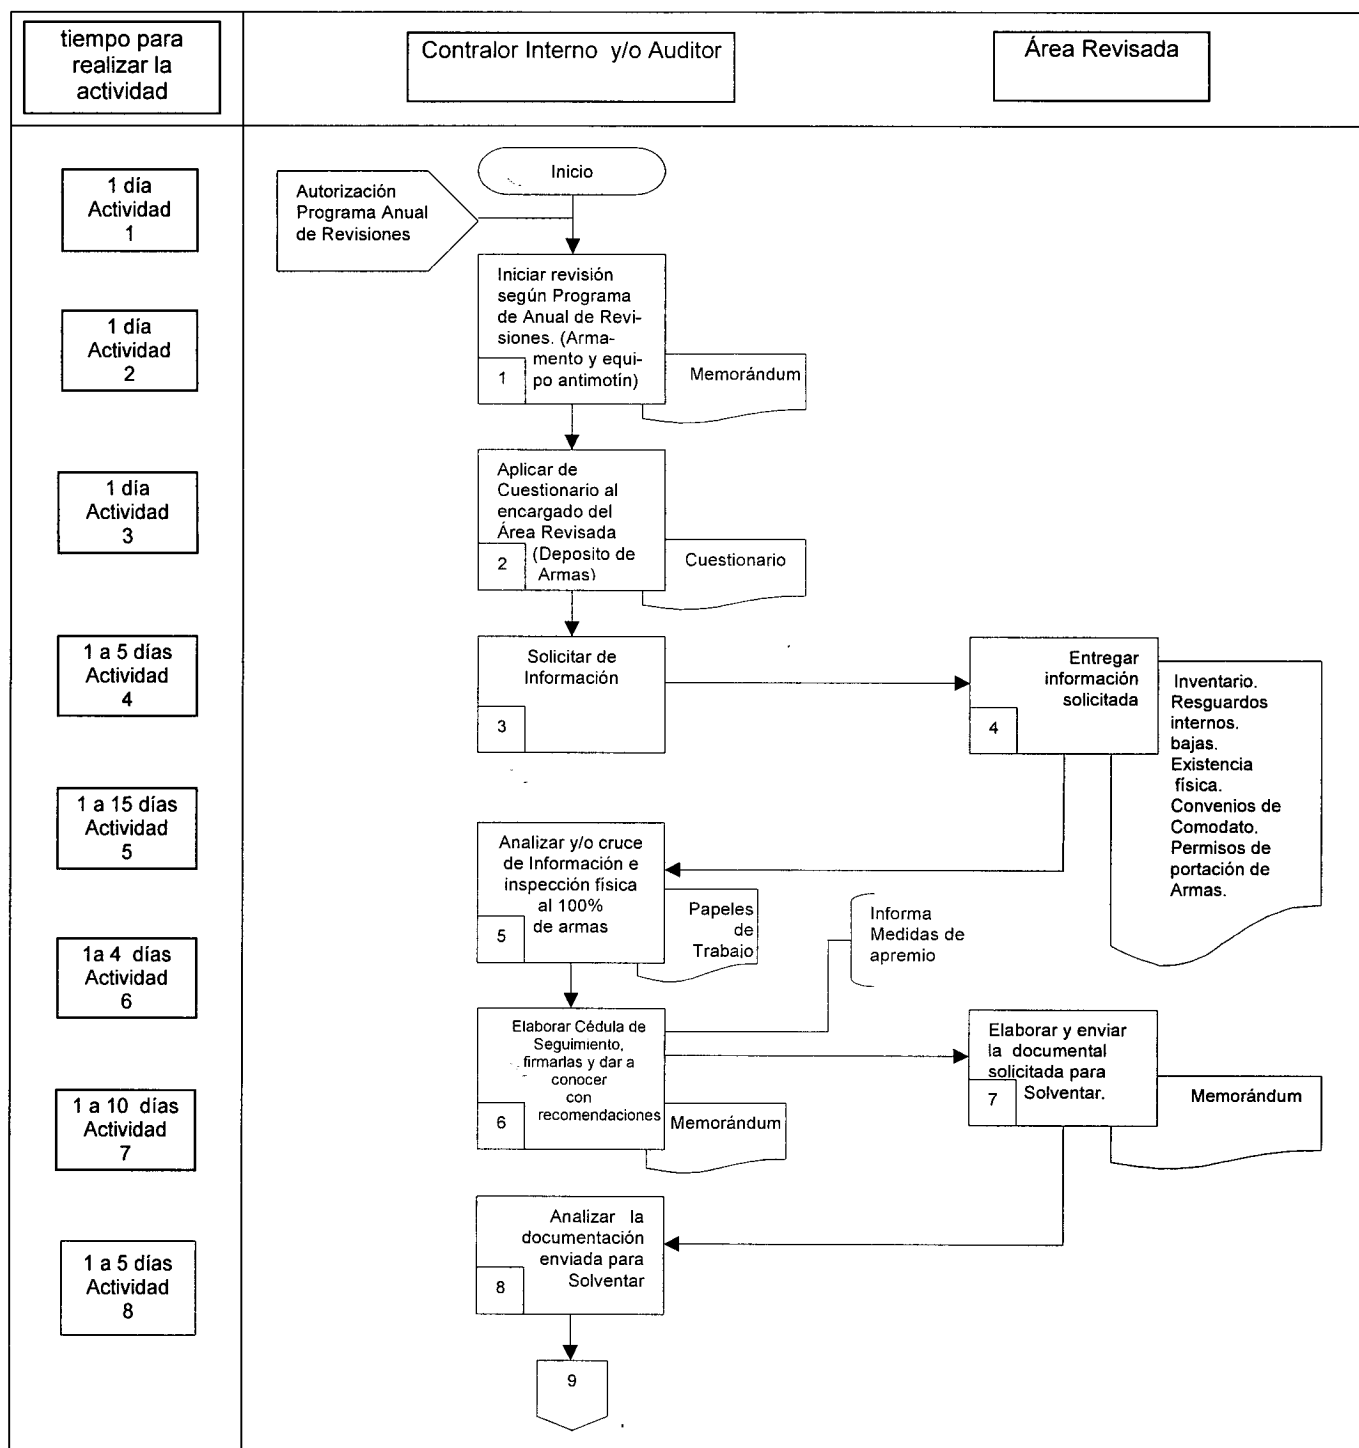 tiempo para
realizar la
actividad
Contralor Interno y/o Auditor
Área Revisada
1 día
Actividad
1
1 día
Actividad
2
1 día
Actividad
3
1 a 5 días
Actividad
4
1 a 15 días
Actividad
5
1a 4 días
Actividad
6
1 a 10 días
Actividad
7
1 a 5 días
Actividad
8
Inicio
Autorización
Programa Anual
de Revisiones
Iniciar revisión
según Programa
de Anual de Revi-
siones. (Arma-
mento y equi-
po antimotín)
1
Memorándum
Aplicar de
Cuestionario al
encargado del
Área Revisada
(Deposito de
Armas)
2
Cuestionario
Solicitar de
Información
3
Entregar
información
solicitada
4
Inventario.
Resguardos
internos.
bajas.
Existencia
física.
Convenios de
Comodato.
Permisos de
portación de
Armas.
Analizar y/o cruce
de Información e
inspección física
al 100%
de armas
5
Papeles
de
Trabajo
Informa
Medidas de
apremio
Elaborar Cédula de
Seguimiento,
firmarlas y dar a
conocer
con
recomendaciones
6
Memorándum
Elaborar y enviar
la documental
solicitada para
Solventar.
7
Memorándum
Analizar la
documentación
enviada para
Solventar
8
9